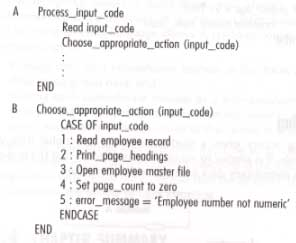 A Process_input_code
Read input_code
Choose_appropriate_action (input_code)
:
:
END
B Choose_appropriate_action (input_code)
CASE OF input_code
1 : Read employee record
2 : Print_page_headings
3 : Open employee master file
4 : Set page_count to zero
5 : error_message = 'Employee number not numeric'
ENDCASE
END